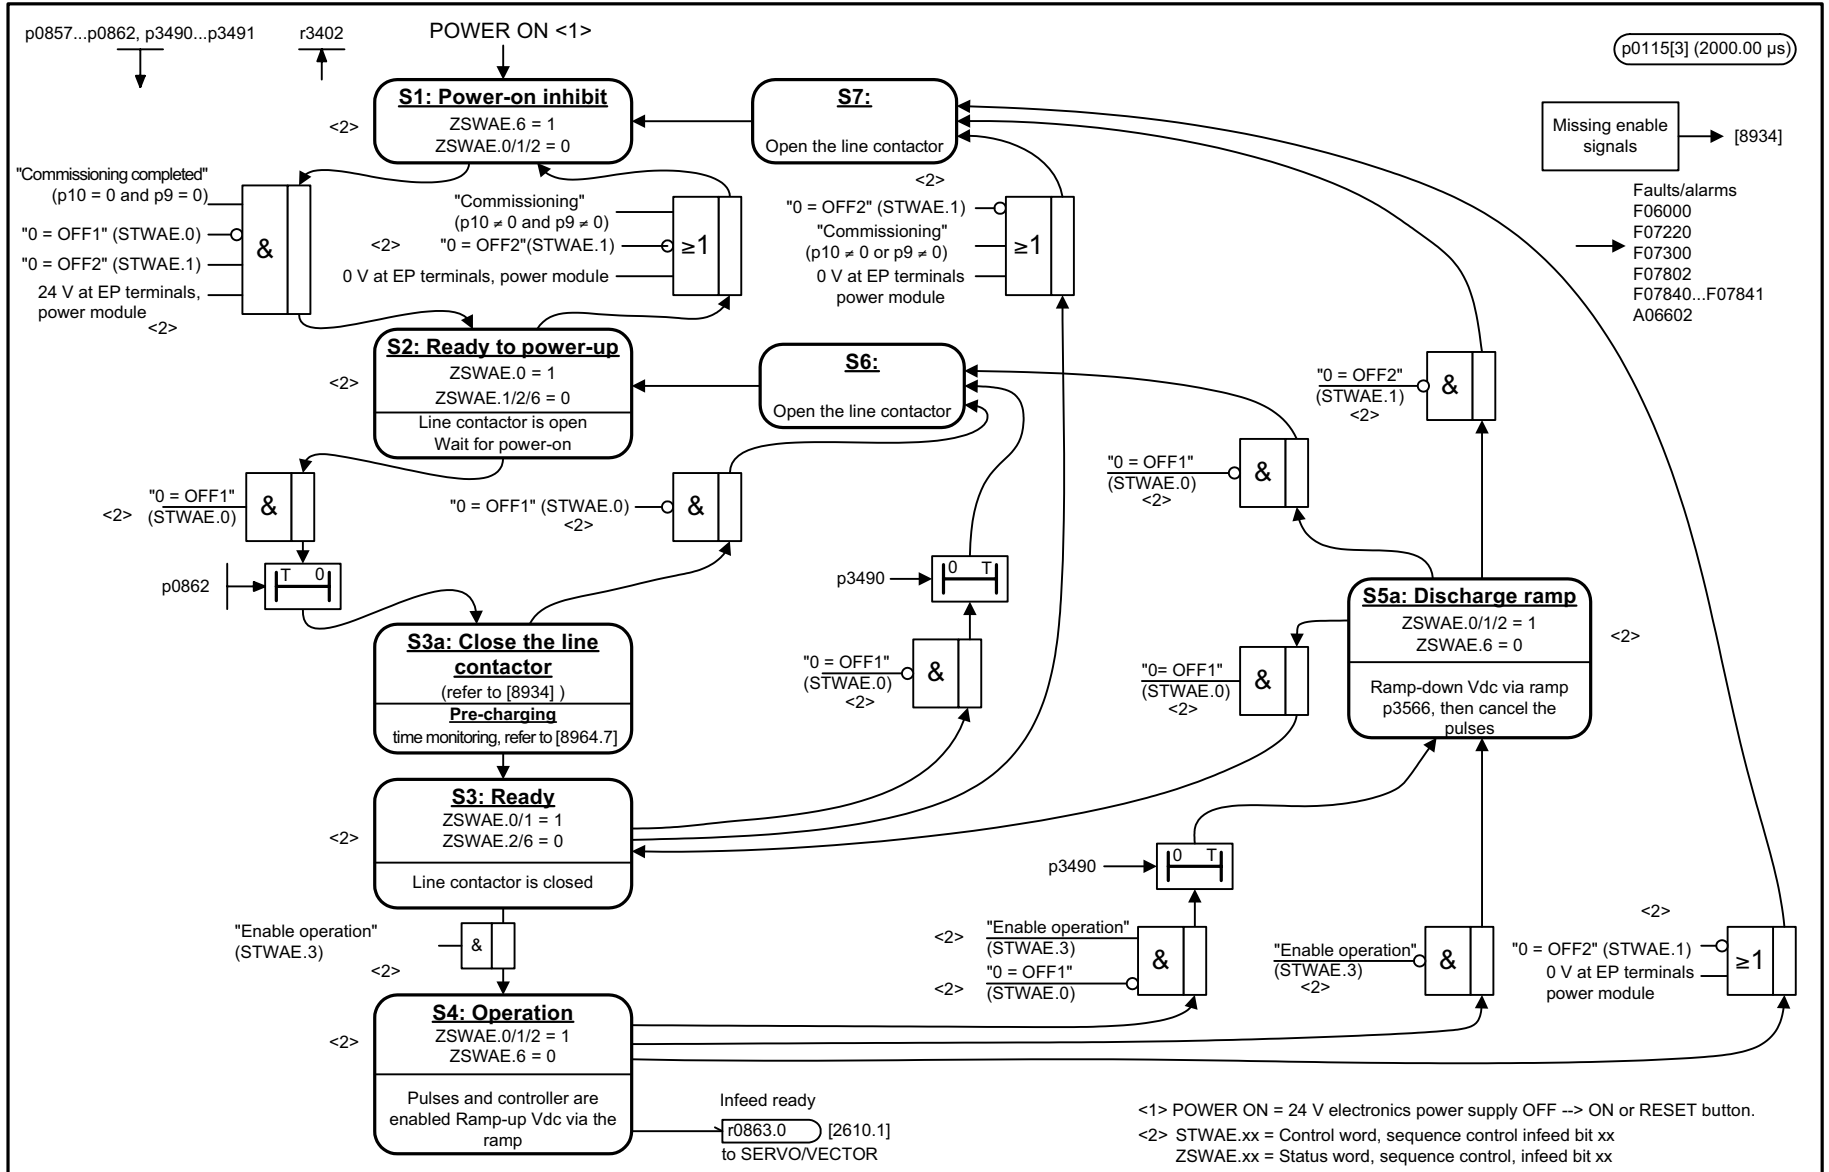 p0857...p0862, p3490...p3491
r3402
POWER ON <1>
p0115[3] (2000.00 µs)
S1: Power-on inhibit
ZSWAE.6 = 1
ZSWAE.0/1/2 = 0
<2>
S7:
Open the line contactor
Missing enable
signals
[8934]
Faults/alarms
F06000
F07220
F07300
F07802
F07840...F07841
A06602
"Commissioning completed"
(p10 = 0 and p9 = 0)
"0 = OFF1" (STWAE.0)
"0 = OFF2" (STWAE.1)
24 V at EP terminals,
power module
<2>
&
"Commissioning"
(p10 ≠ 0 and p9 ≠ 0)
<2>
"0 = OFF2"(STWAE.1)
0 V at EP terminals, power module
≥1
<2>
"0 = OFF2" (STWAE.1)
"Commissioning"
(p10 ≠ 0 or p9 ≠ 0)
0 V at EP terminals
power module
≥1
S2: Ready to power-up
ZSWAE.0 = 1
ZSWAE.1/2/6 = 0
Line contactor is open
Wait for power-on
<2>
S6:
Open the line contactor
"0 = OFF2"
(STWAE.1)
<2>
&
"0 = OFF1"
(STWAE.0)
<2>
&
<2>
"0 = OFF1"
(STWAE.0)
&
"0 = OFF1" (STWAE.0)
<2>
&
p0862
T 0
p3490
0 T
S3a: Close the line
contactor
(refer to [8934] )
Pre-charging
time monitoring, refer to [8964.7]
"0 = OFF1"
(STWAE.0)
<2>
&
"0= OFF1"
(STWAE.0)
<2>
&
S5a: Discharge ramp
ZSWAE.0/1/2 = 1
ZSWAE.6 = 0
Ramp-down Vdc via ramp
p3566, then cancel the
pulses
<2>
S3: Ready
ZSWAE.0/1 = 1
ZSWAE.2/6 = 0
Line contactor is closed
<2>
p3490
0 T
"Enable operation"
(STWAE.3)
<2>
&
<2>
"Enable operation"
(STWAE.3)
<2>
"0 = OFF1"
(STWAE.0)
&
"Enable operation"
(STWAE.3)
<2>
&
<2>
"0 = OFF2" (STWAE.1)
0 V at EP terminals
power module
≥1
S4: Operation
ZSWAE.0/1/2 = 1
ZSWAE.6 = 0
Pulses and controller are
enabled Ramp-up Vdc via the
ramp
<2>
Infeed ready
r0863.0
[2610.1]
to SERVO/VECTOR
<1> POWER ON = 24 V electronics power supply OFF --> ON or RESET button.
<2> STWAE.xx = Control word, sequence control infeed bit xx
ZSWAE.xx = Status word, sequence control, infeed bit xx